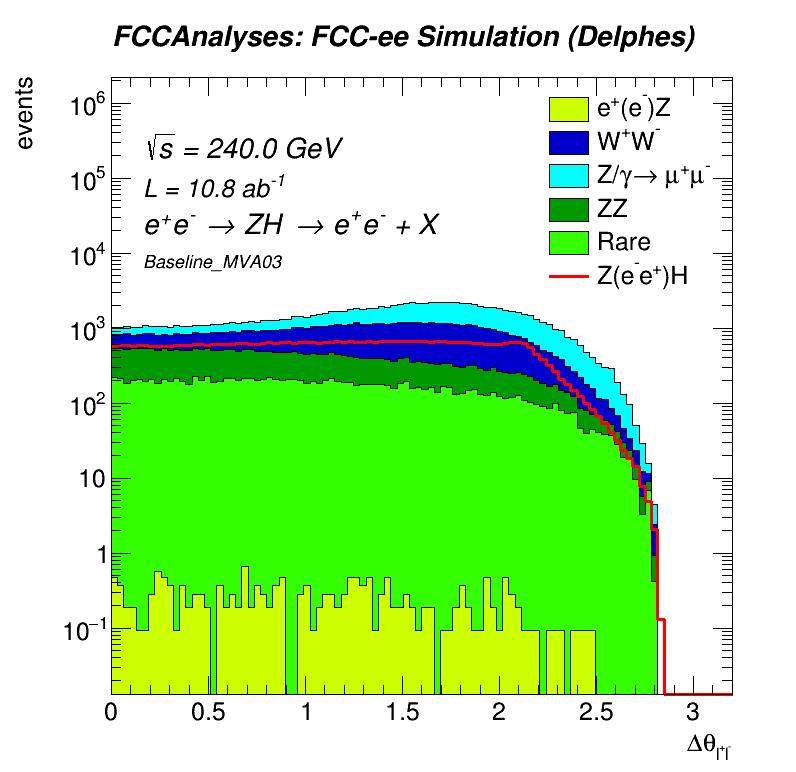 FCCAnalyses: FCC-ee Simulation (Delphes)
events
10⁶
10⁵
10⁴
10³
10²
10
1
10⁻¹
√s = 240.0 GeV
L = 10.8 ab⁻¹
e⁺e⁻ → ZH → e⁺e⁻ + X
Baseline_MVA03
e⁺(e⁻)Z
W⁺W⁻
Z/γ→ μ⁺μ⁻
ZZ
Rare
Z(e⁻e⁺)H
0 0.5 1 1.5 2 2.5 3
Δθ_l⁺l⁻